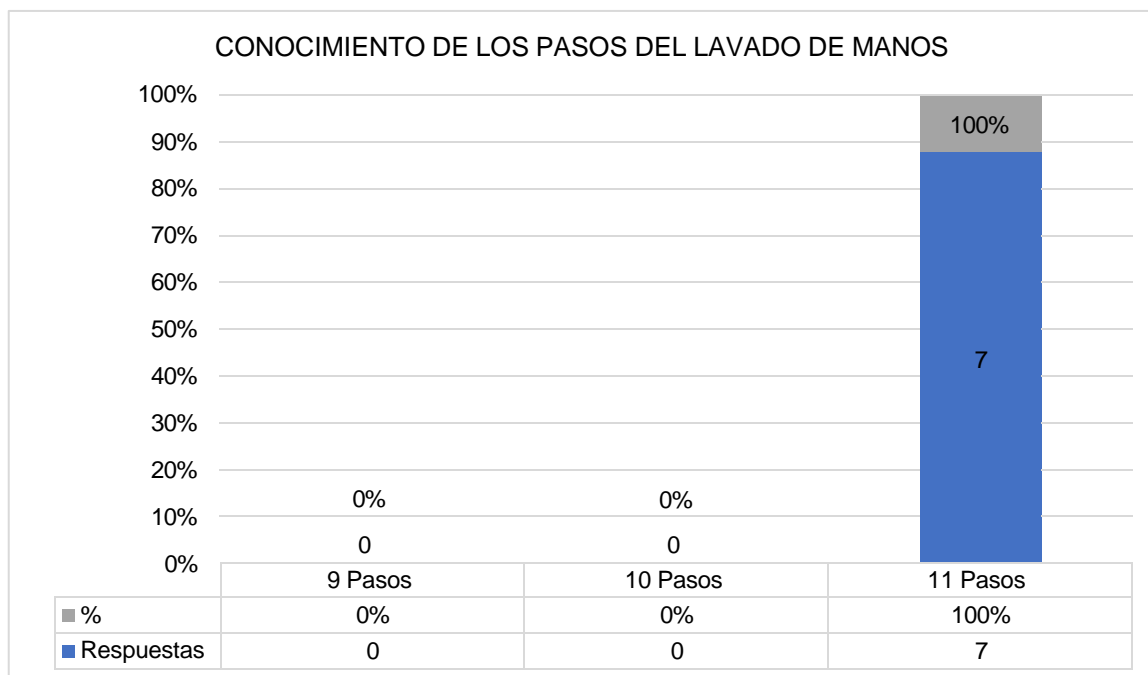 CONOCIMIENTO DE LOS PASOS DEL LAVADO DE MANOS
100%
90%
80%
70%
60%
50%
40%
30%
20%
10%
0%
0% 0% 100%
0 0 7
9 Pasos 10 Pasos 11 Pasos
% 0% 0% 100%
Respuestas 0 0 7